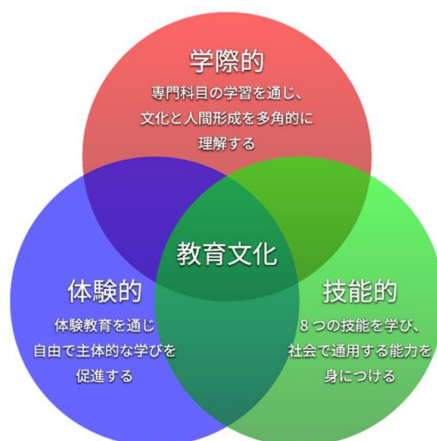 学際的
専門科目の学習を通じ、
文化と人間形成を多角的に
理解する
教育文化
体験的
体験教育を通じ
自由で主体的な学びを
促進する
技能的
8つの技能を学び、
社会で通用する能力を
身につける